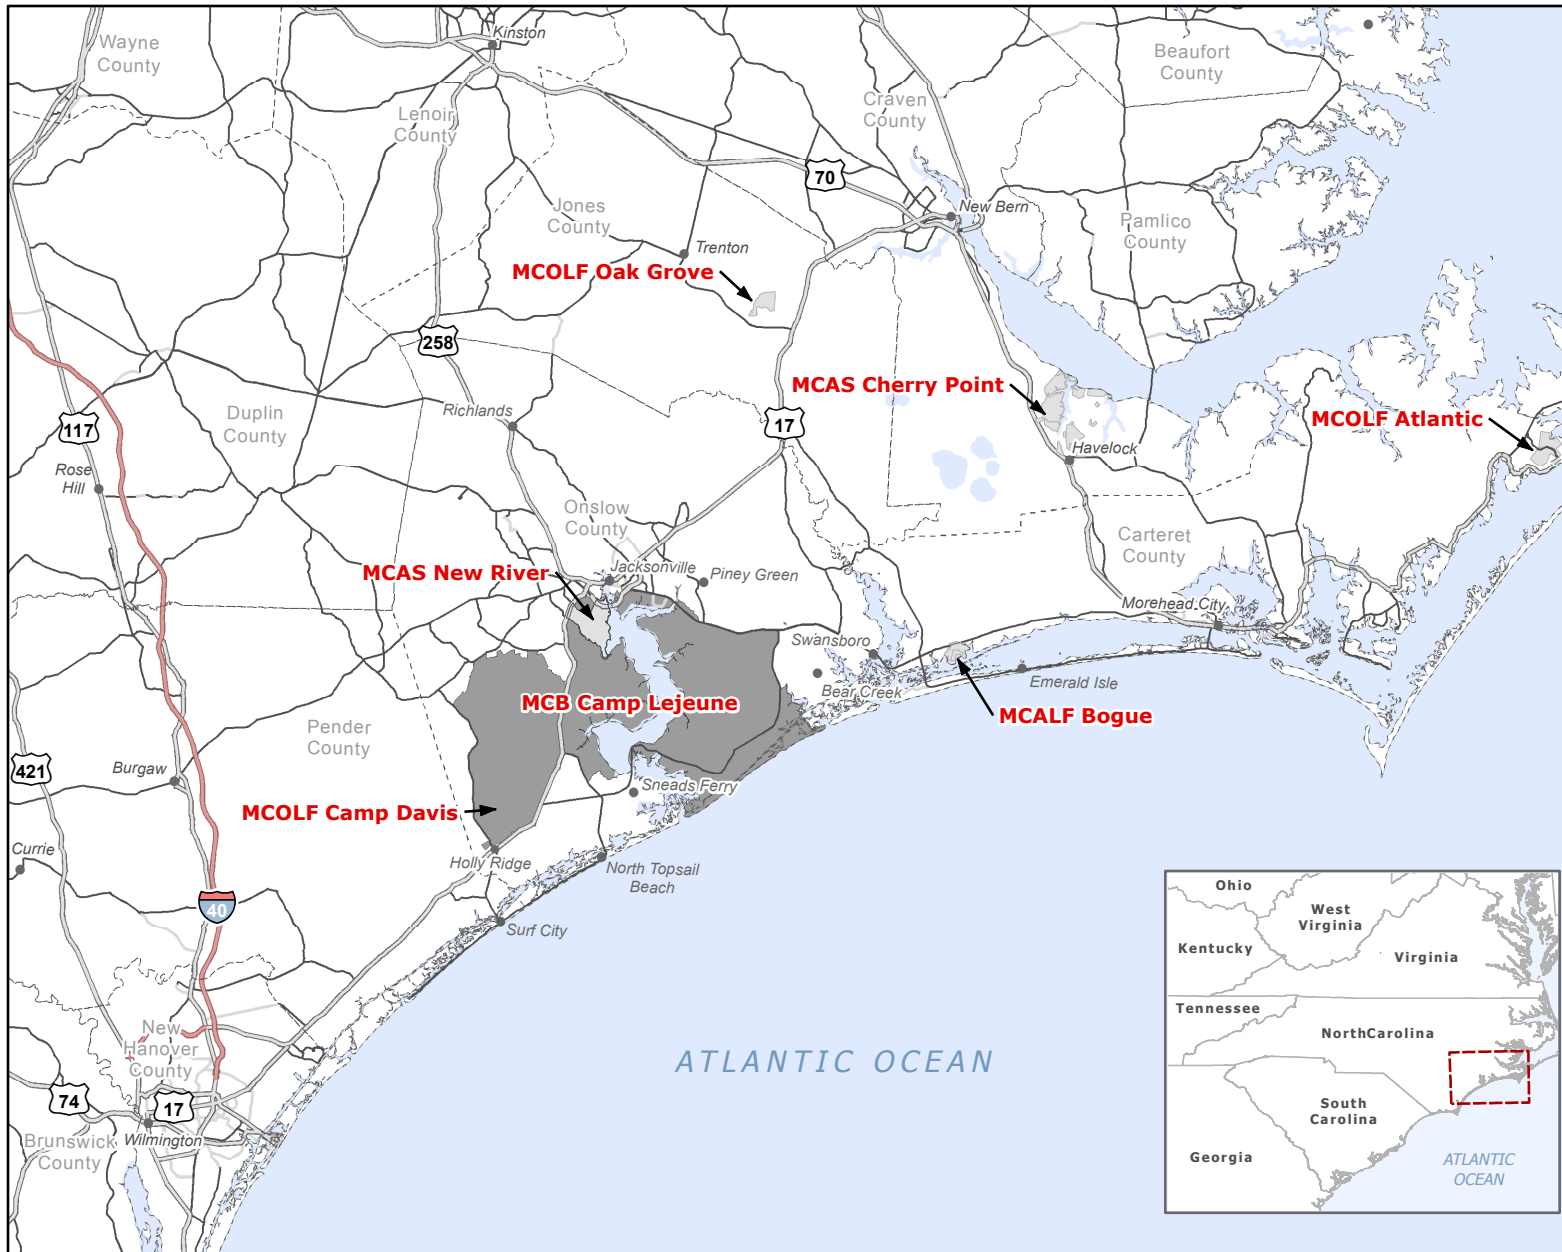 Wayne
County
Kinston
Beaufort
County
Lenoir
County
Craven
County
70
New Bern
Jones
County
Pamlico
County
Trenton
MCOLF Oak Grove
258
MCAS Cherry Point
Richlands
Duplin
County
117
17
MCOLF Atlantic
Havelock
Rose
Hill
Onslow
County
Carteret
County
MCAS New River
Jacksonville
Piney Green
Morehead City
Swansboro
Bear Creek
Emerald Isle
MCB Camp Lejeune
MCALF Bogue
Pender
County
421
Burgaw
Sneads Ferry
MCOLF Camp Davis
Currie
Holly Ridge
North Topsail
Beach
40
Surf City
New
Hanover
County
ATLANTIC OCEAN
74
17
Wilmington
Brunswick
County
Ohio
West
Virginia
Kentucky
Virginia
Tennessee
NorthCarolina
South
Carolina
Georgia
ATLANTIC
OCEAN